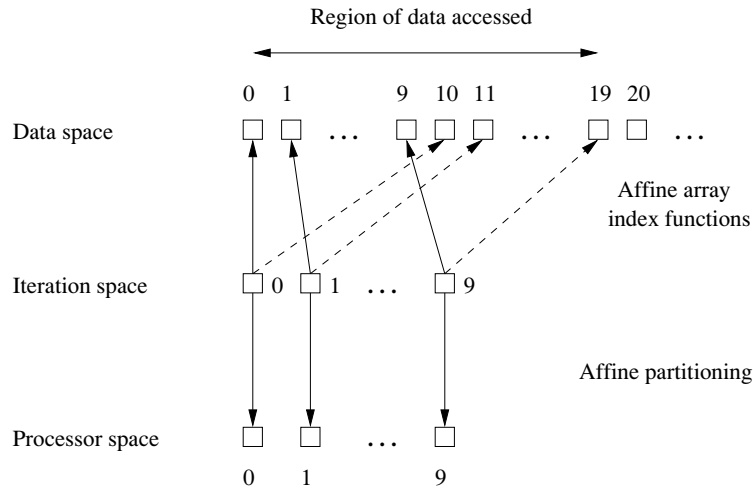 Region of data accessed
0 1 9 10 11 19 20
Data space ... ... ...
Affine array
index functions
Iteration space 0 1 ... 9
Affine partitioning
Processor space ...
0 1 9